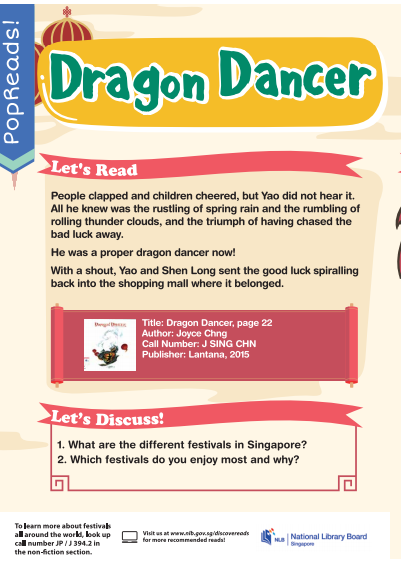 PopReads!
Dragon Dancer
Let's Read
People clapped and children cheered, but Yao did not hear it.
All he knew was the rustling of spring rain and the rumbling of
rolling thunder clouds, and the triumph of having chased the
bad luck away.
He was a proper dragon dancer now!
With a shout, Yao and Shen Long sent the good luck spiralling
back into the shopping mall where it belonged.
Dragon Dancer
Title: Dragon Dancer, page 22
Author: Joyce Chng
Call Number: J SING CHN
Publisher: Lantana, 2015
Let's Discuss!
1. What are the different festivals in Singapore?
2. Which festivals do you enjoy most and why?
To learn more about festivals
all around the world, look up
call number JP / J 394.2 in
the non-fiction section.
Visit us at www.nlb.gov.sg/discovereads
for more recommended reads!
NLB National Library Board
Singapore